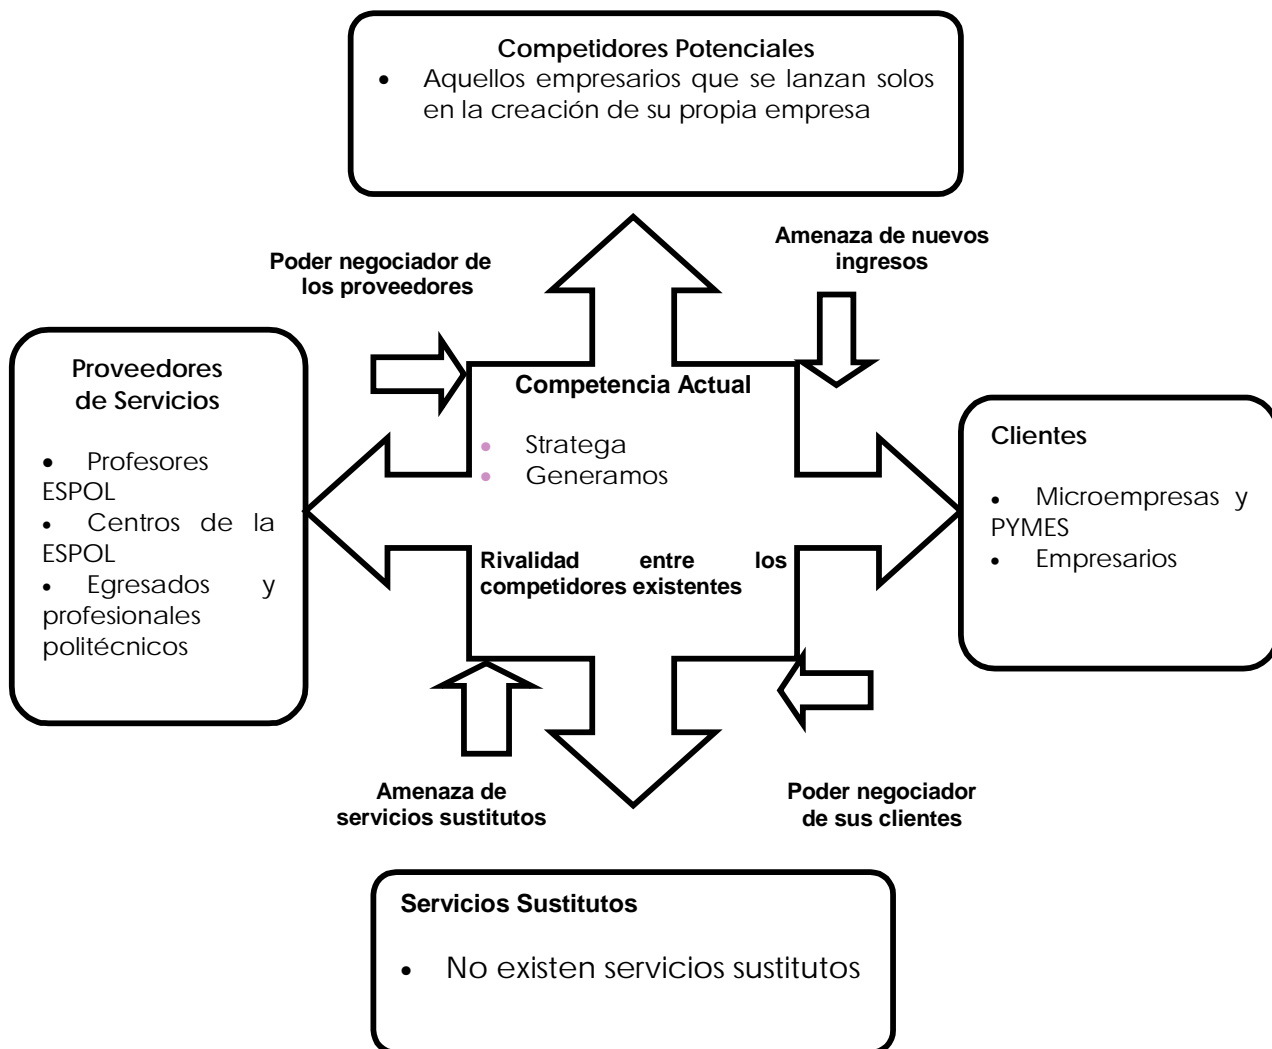 Competidores Potenciales
• Aquellos empresarios que se lanzan solos
en la creación de su propia empresa
Poder negociador de
los proveedores
Amenaza de nuevos
ingresos
Proveedores
de Servicios
• Profesores
ESPOL
• Centros de la
ESPOL
• Egresados y
profesionales
politécnicos
Competencia Actual
• Stratega
• Generamos
Rivalidad entre los
competidores existentes
Clientes
• Microempresas y
PYMES
• Empresarios
Amenaza de
servicios sustitutos
Poder negociador
de sus clientes
Servicios Sustitutos
• No existen servicios sustitutos